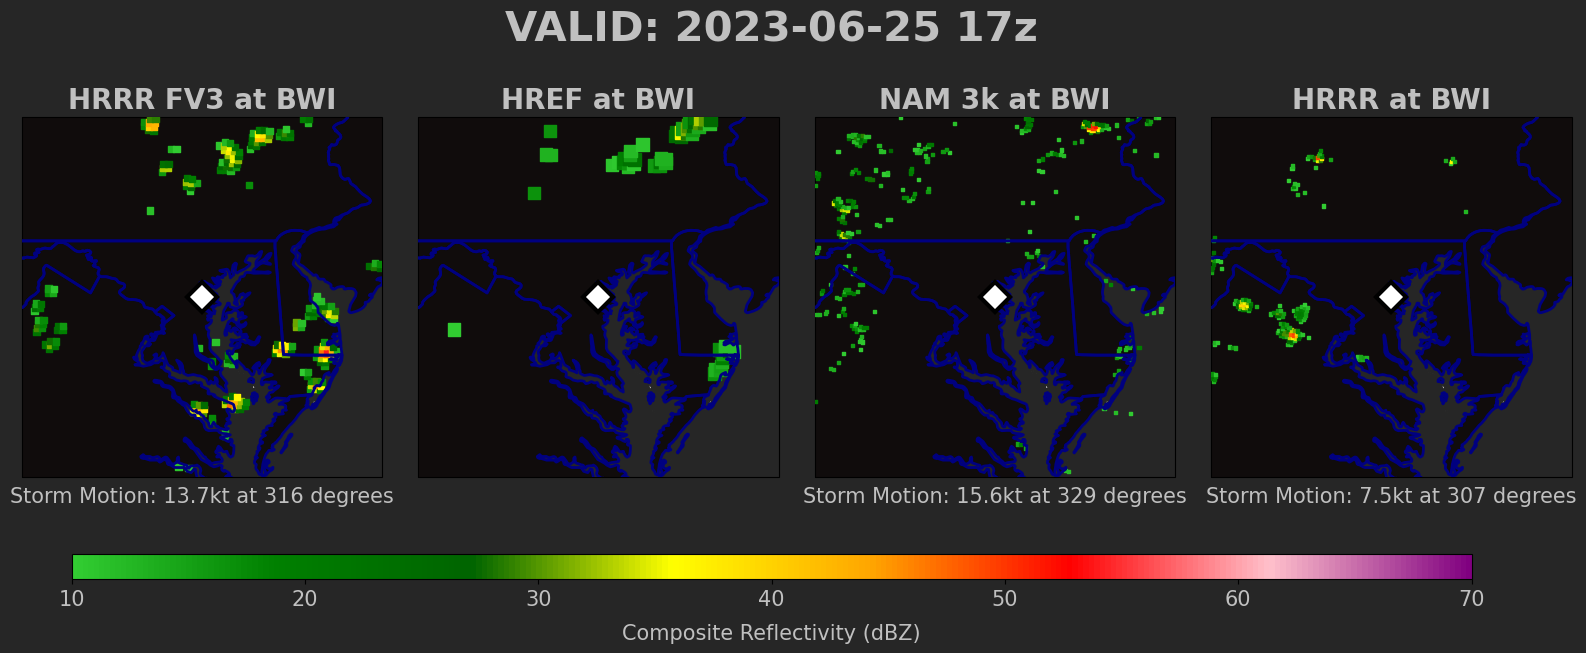 VALID: 2023-06-25 17z
HRRR FV3 at BWI
HREF at BWI
NAM 3k at BWI
HRRR at BWI
Storm Motion: 13.7kt at 316 degrees
Storm Motion: 15.6kt at 329 degrees
Storm Motion: 7.5kt at 307 degrees
10 20 30 40 50 60 70
Composite Reflectivity (dBZ)